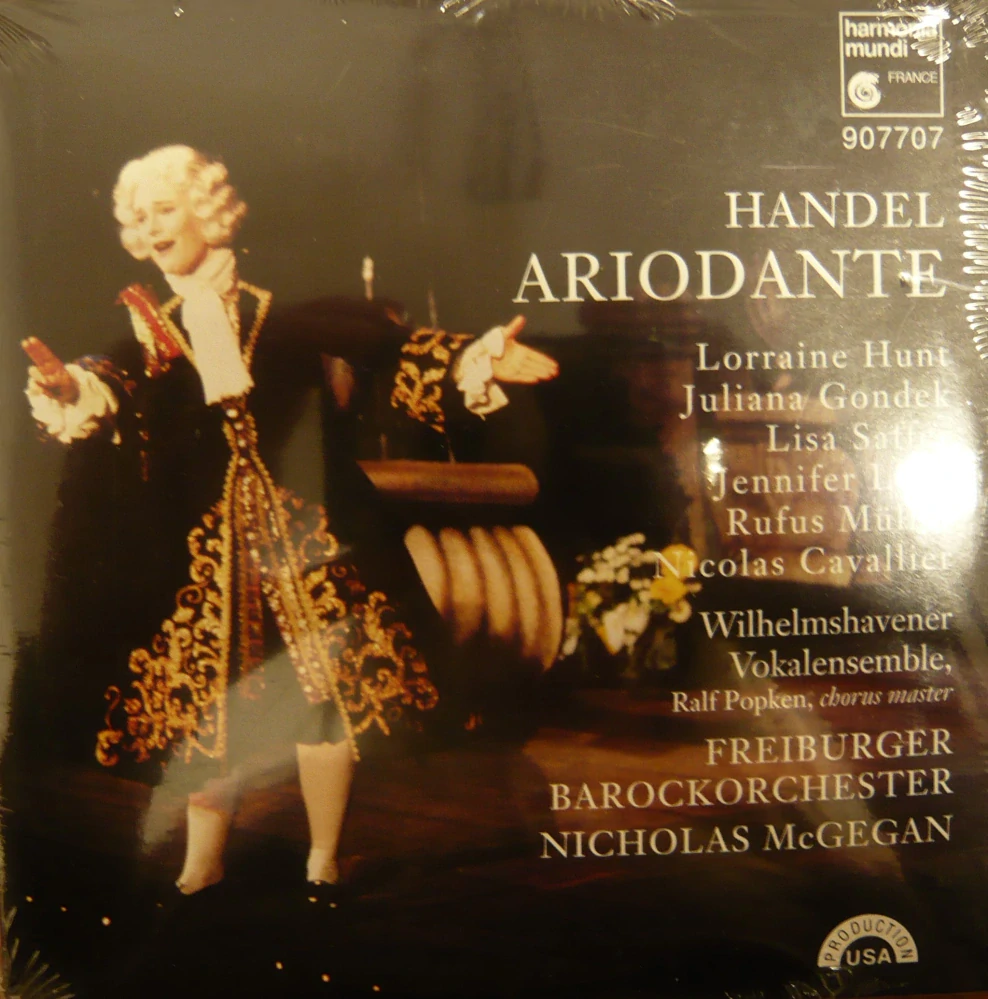 harmonia
mundi
FRANCE
907707
HANDEL
ARIODANTE
Lorraine Hunt
Juliana Gondek
Lisa
Jennifer
Rufus
Nicolas Cavallier
Wilhelmshavener
Vokalensemble,
Ralf Popken, chorus master
FREIBURGER
BAROCKORCHESTER
NICHOLAS McGEGAN
PRODUCTION
USA